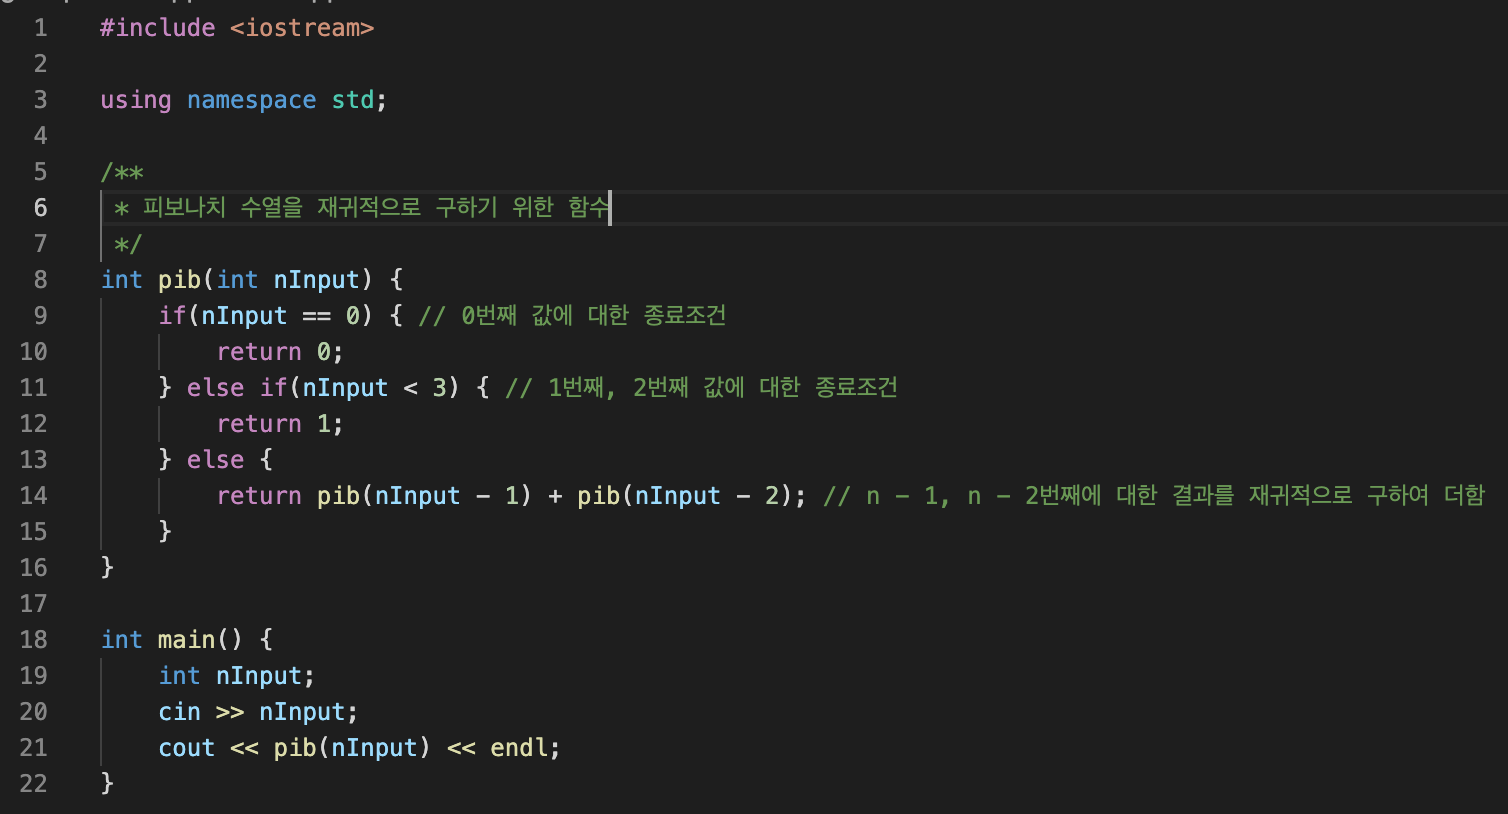 1 #include <iostream>
2
3 using namespace std;
4
5 /**
6  * 피보나치 수열을 재귀적으로 구하기 위한 함수
7  */
8 int pib(int nInput) {
9     if(nInput == 0) { // 0번째 값에 대한 종료조건
10         return 0;
11     } else if(nInput < 3) { // 1번째, 2번째 값에 대한 종료조건
12         return 1;
13     } else {
14         return pib(nInput - 1) + pib(nInput - 2); // n - 1, n - 2번째에 대한 결과를 재귀적으로 구하여 더함
15     }
16 }
17
18 int main() {
19     int nInput;
20     cin >> nInput;
21     cout << pib(nInput) << endl;
22 }